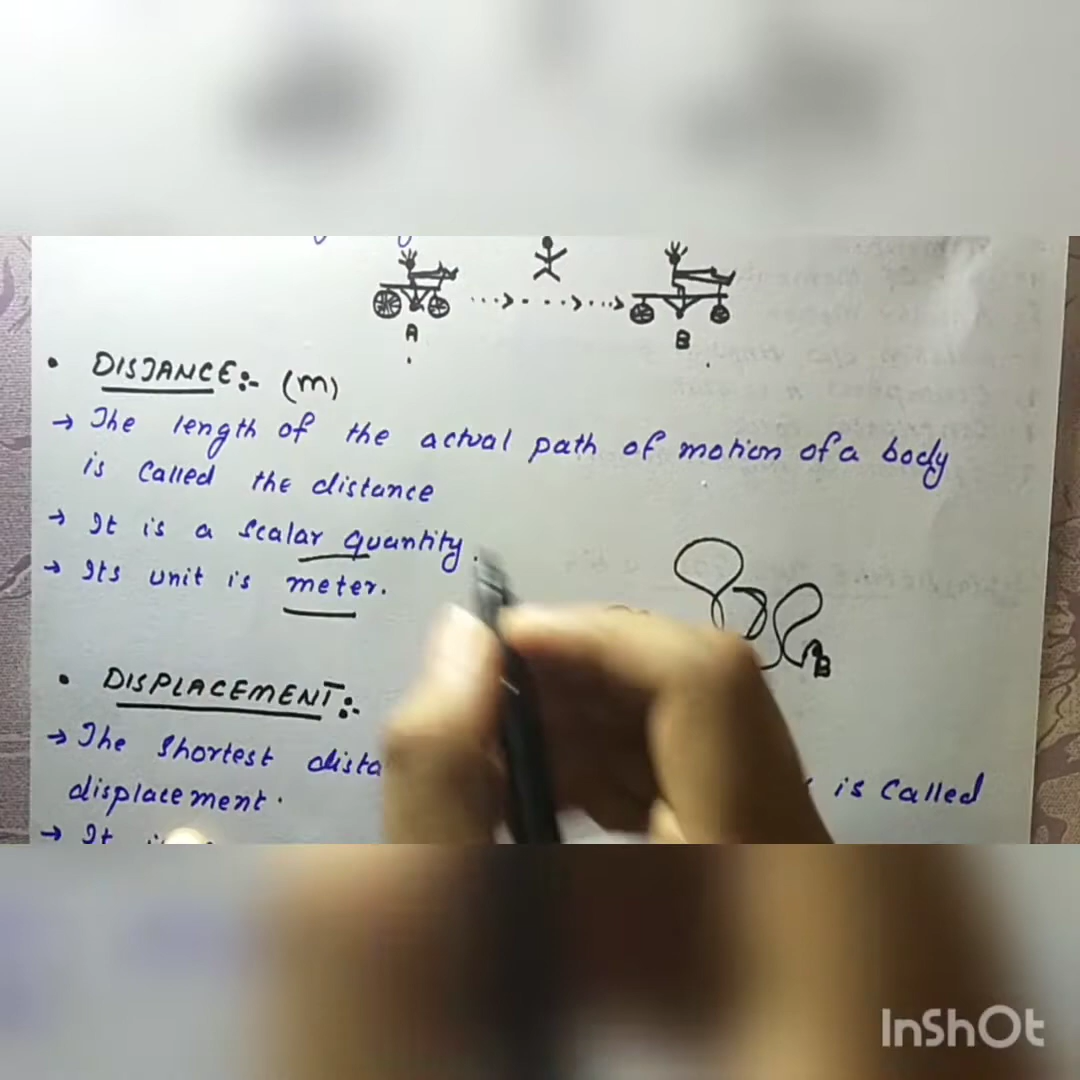 A
B
• DISTANCE:- (m)
→ The length of the actual path of motion of a body
is called the distance
→ It is a scalar quantity.
→ Its unit is meter.
B
• DISPLACEMENT:-
→ The shortest is called
displacement.
→ It
InShOt